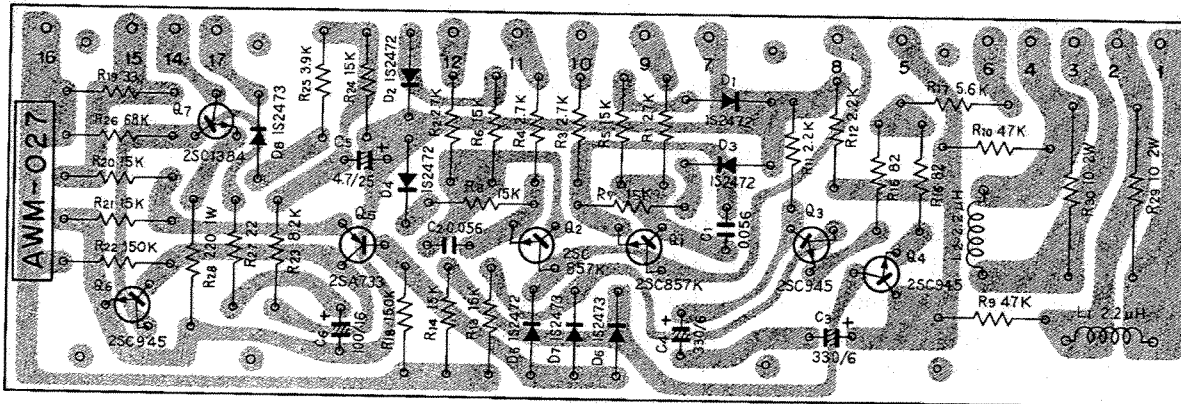 AWM-027
16
15
14
17
12
11
10
9
7
8
5
6
4
3
2
1
R19 33K
R26 68K
R20 15K
R21 15K
R22 150K
Q7
2SC1384
D8 1S2473
R25 3.9K
R24 15K
D2 1S2472
C5
4.7/25
+
D4
1S2472
R2 2.7K
R6 15K
R4 2.7K
R3 2.7K
R5 15K
R1 2.7K
R8 15K
R7 15K
D1
1S2472
D3
1S2472
R11 2.2K
R12 2.2K
R17 5.6K
R10 47K
R16 82
L2 2.2μH
R30 10 2W
R29 10 2W
Q6
2SC945
R28 220 1W
R27 22
R23 8.2K
Q5
2SA733
C2 0.056
Q2
2SC
857K
Q1
2SC857K
C1
0.056
Q3
2SC945
Q4
2SC945
C6
100/16
+
R18 150K
R14 15K
R13 15K
1S2472
D7 1S2473
D6 1S2473
C4
330/6
+
C3
+
330/6
R9 47K
L1 2.2μH